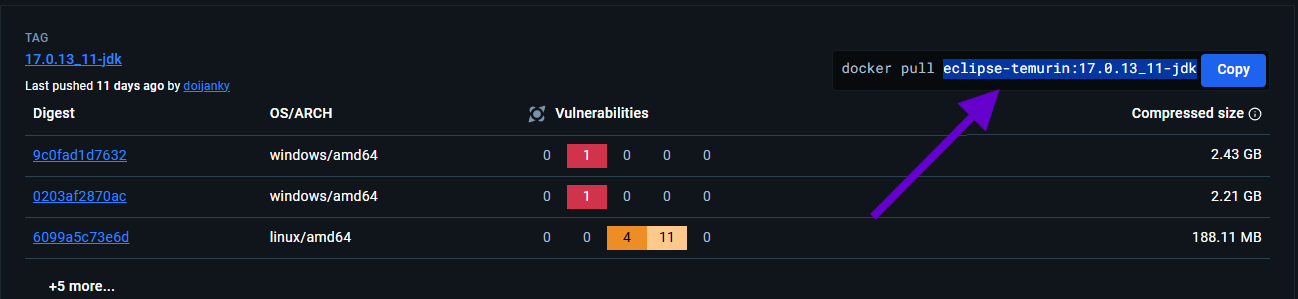 TAG
17.0.13_11-jdk
docker pull eclipse-temurin:17.0.13_11-jdk Copy
Last pushed 11 days ago by doijanky
Digest OS/ARCH Vulnerabilities Compressed size
9c0fad1d7632 windows/amd64 0 1 0 0 0 2.43 GB
0203af2870ac windows/amd64 0 1 0 0 0 2.21 GB
6099a5c73e6d linux/amd64 0 0 4 11 0 188.11 MB
+5 more...